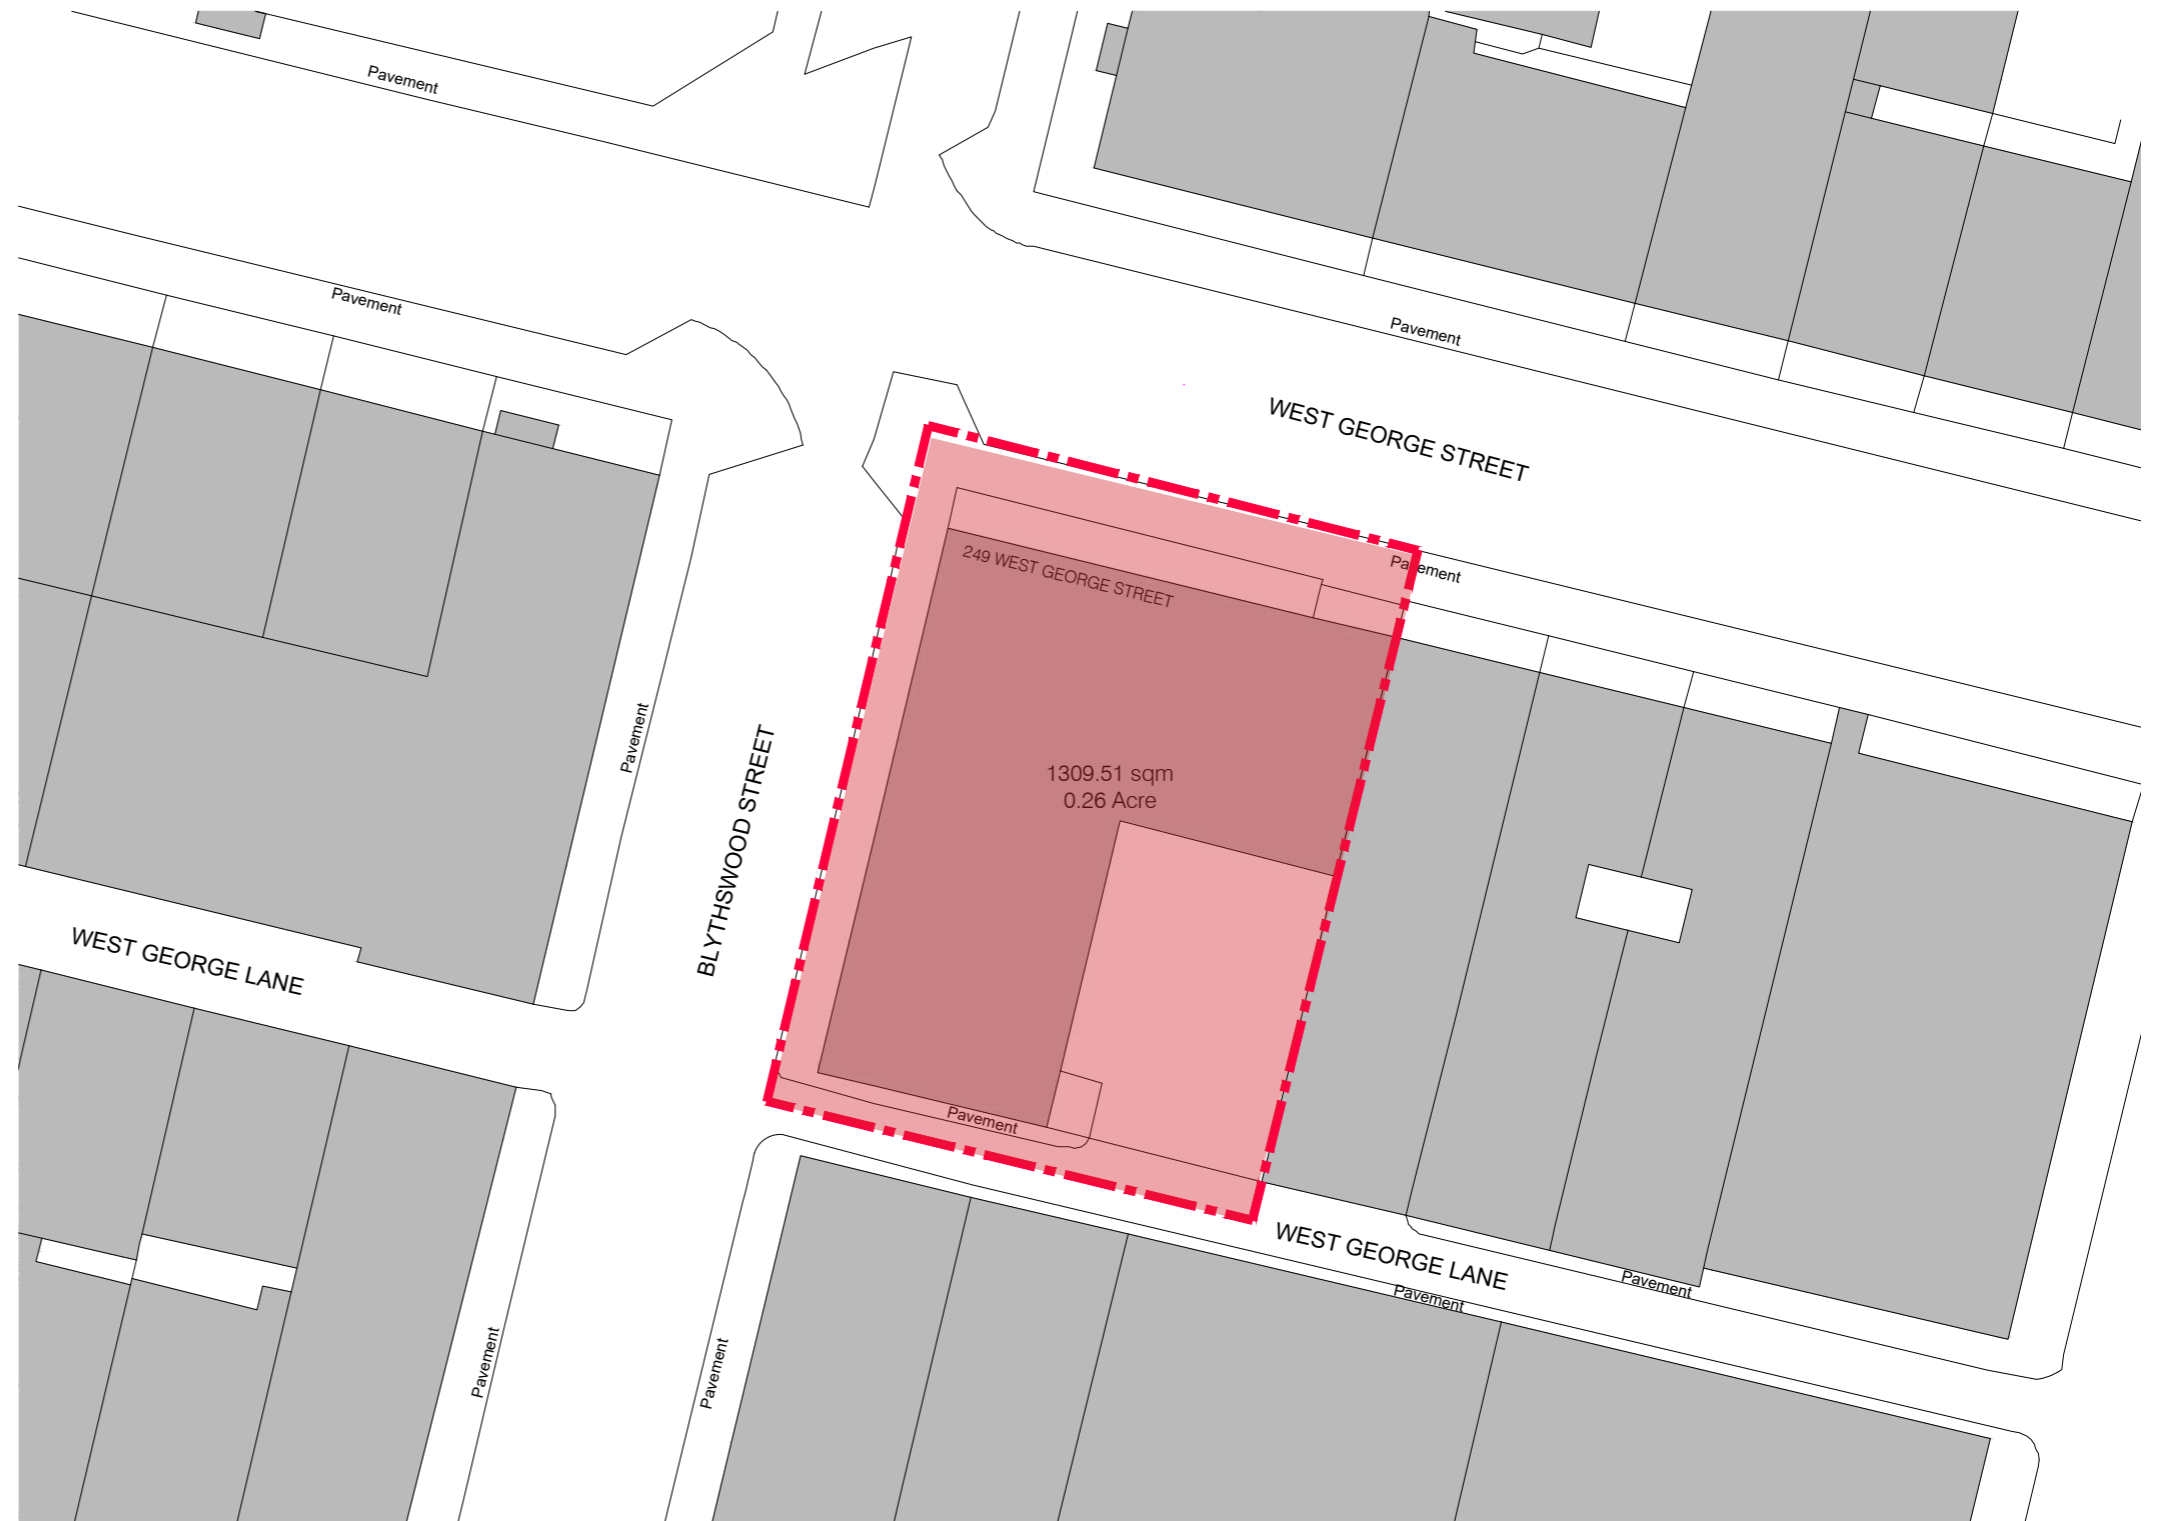 Pavement
Pavement
Pavement
WEST GEORGE STREET
Pavement
249 WEST GEORGE STREET
Pavement
BLYTHSWOOD STREET
1309.51 sqm
0.26 Acre
WEST GEORGE LANE
Pavement
WEST GEORGE LANE
Pavement
Pavement
Pavement
Pavement